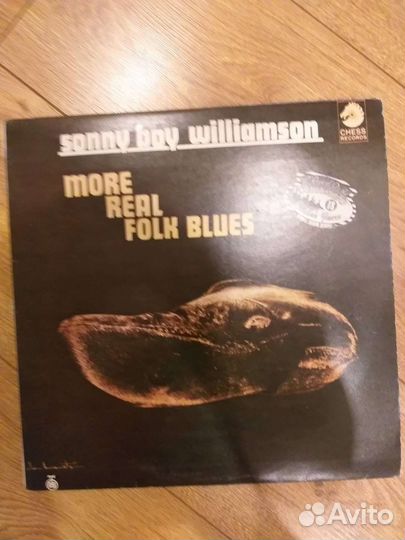 sonny boy williamson
CHESS
RECORDS
MORE
REAL
FOLK BLUES
Avito